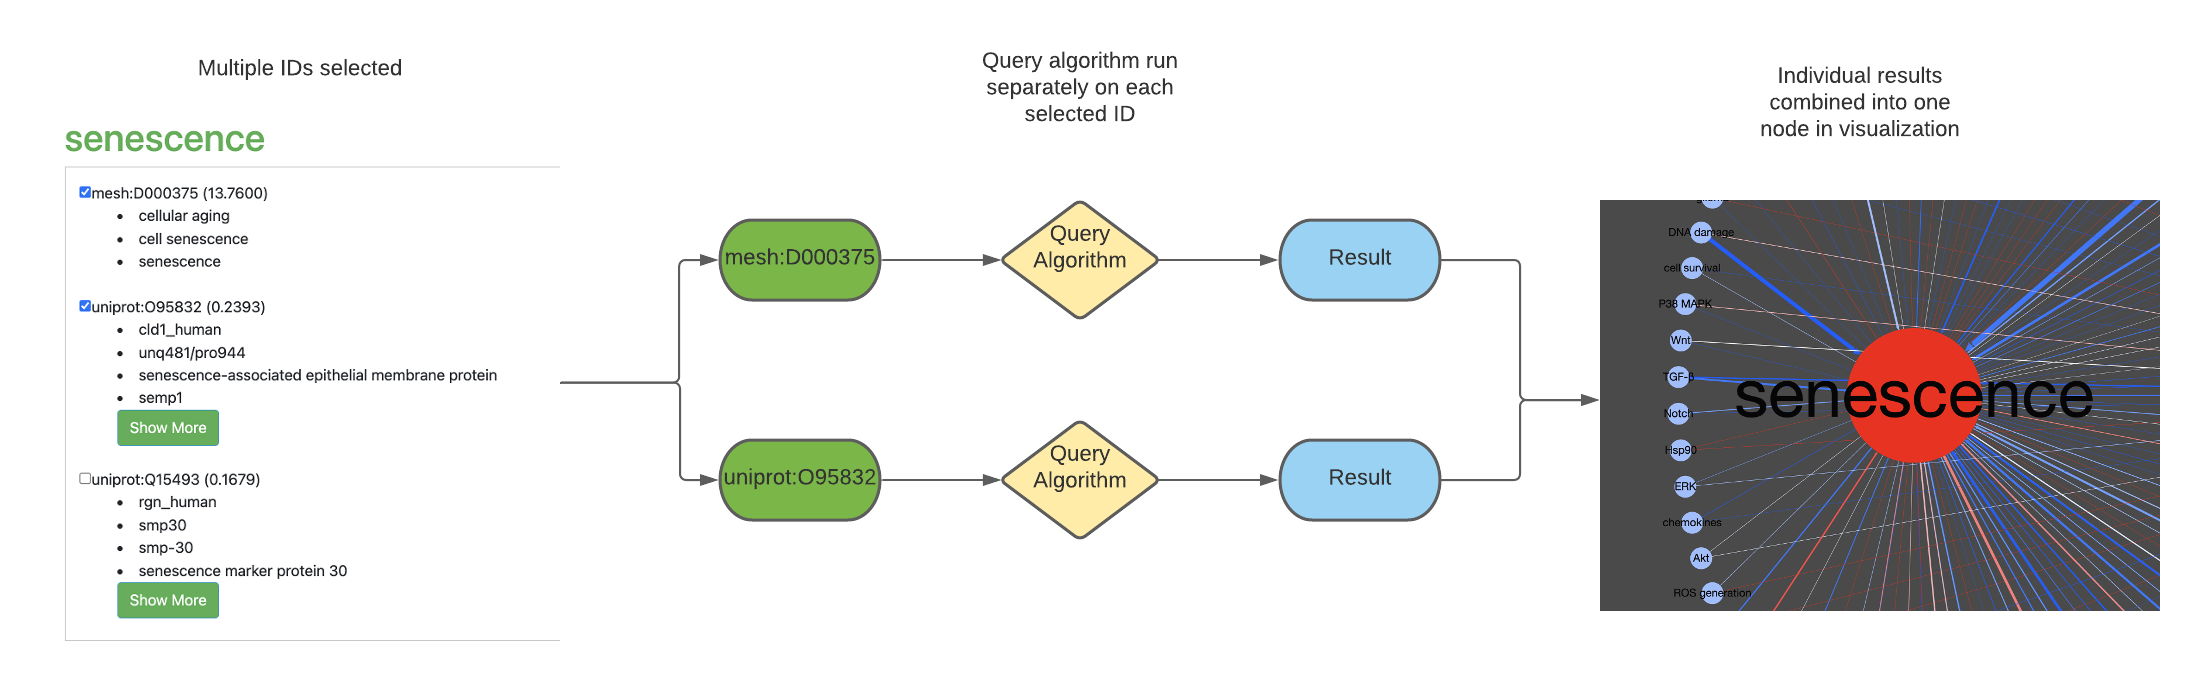 Multiple IDs selected
senescence
mesh:D000375 (13.7600)
cellular aging
cell senescence
senescence
uniprot:O95832 (0.2393)
cld1_human
unq481/pro944
senescence-associated epithelial membrane protein
semp1
Show More
uniprot:Q15493 (0.1679)
rgn_human
smp30
smp-30
senescence marker protein 30
Show More
Query algorithm run
separately on each
selected ID
mesh:D000375
Query
Algorithm
Result
uniprot:O95832
Query
Algorithm
Result
Individual results
combined into one
node in visualization
DNA damage
cell survival
P38 MAPK
Wnt
TGF-β
senescence
Notch
Hsp90
ERK
chemokines
Akt
ROS generation